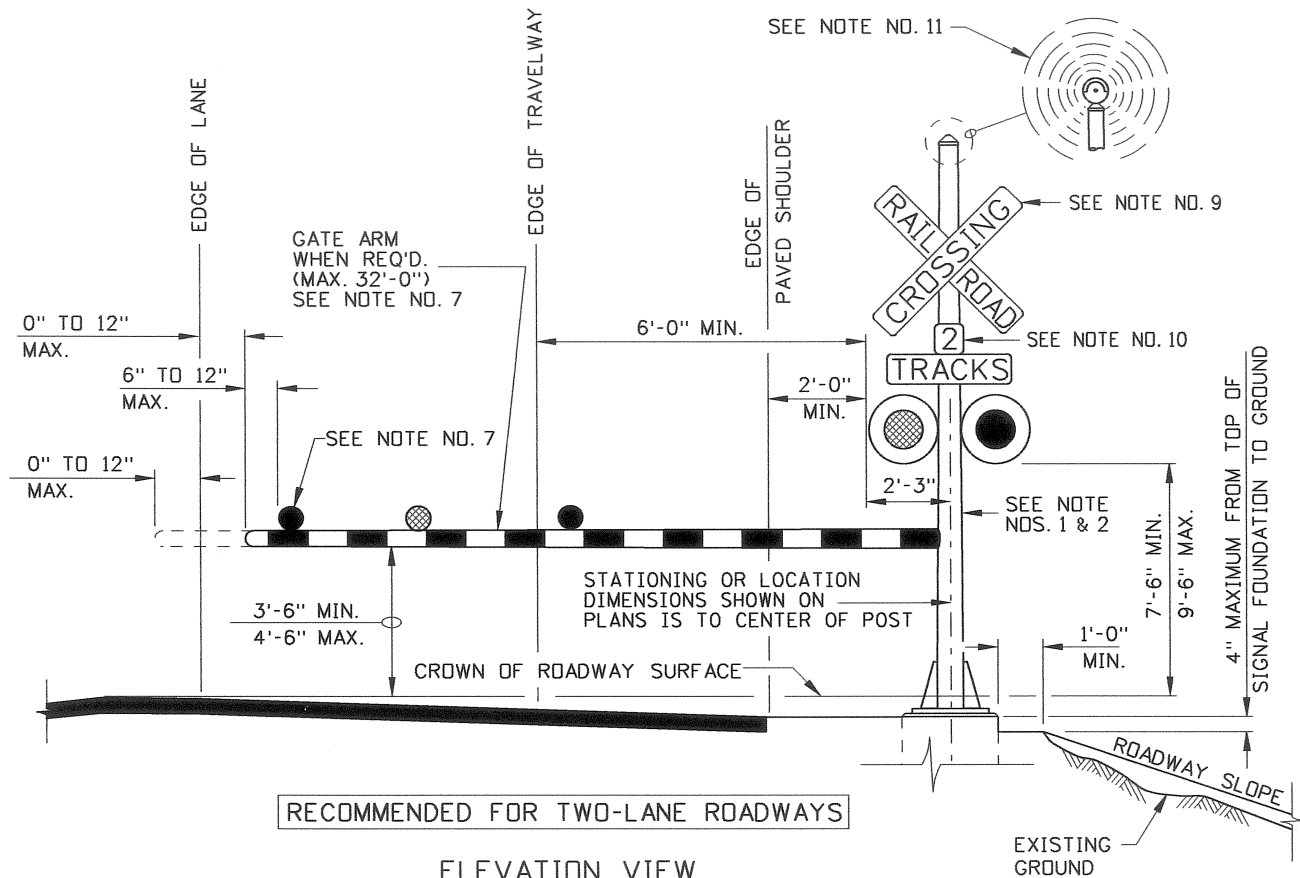 SEE NOTE NO. 11
EDGE OF LANE
EDGE OF TRAVELWAY
EDGE OF
PAVED SHOULDER
RAIL ROAD
CROSSING
SEE NOTE NO. 9
GATE ARM
WHEN REQ'D.
(MAX. 32'-0")
SEE NOTE NO. 7
0" TO 12"
MAX.
6'-0" MIN.
2
SEE NOTE NO. 10
TRACKS
6" TO 12"
MAX.
2'-0"
MIN.
SEE NOTE NO. 7
0" TO 12"
MAX.
2'-3"
SEE NOTE
NOS. 1 & 2
7'-6" MIN.
9'-6" MAX.
4" MAXIMUM FROM TOP OF
SIGNAL FOUNDATION TO GROUND
STATIONING OR LOCATION
DIMENSIONS SHOWN ON
PLANS IS TO CENTER OF POST
3'-6" MIN.
4'-6" MAX.
1'-0"
MIN.
CROWN OF ROADWAY SURFACE
ROADWAY SLOPE
RECOMMENDED FOR TWO-LANE ROADWAYS
EXISTING
GROUND
ELEVATION VIEW